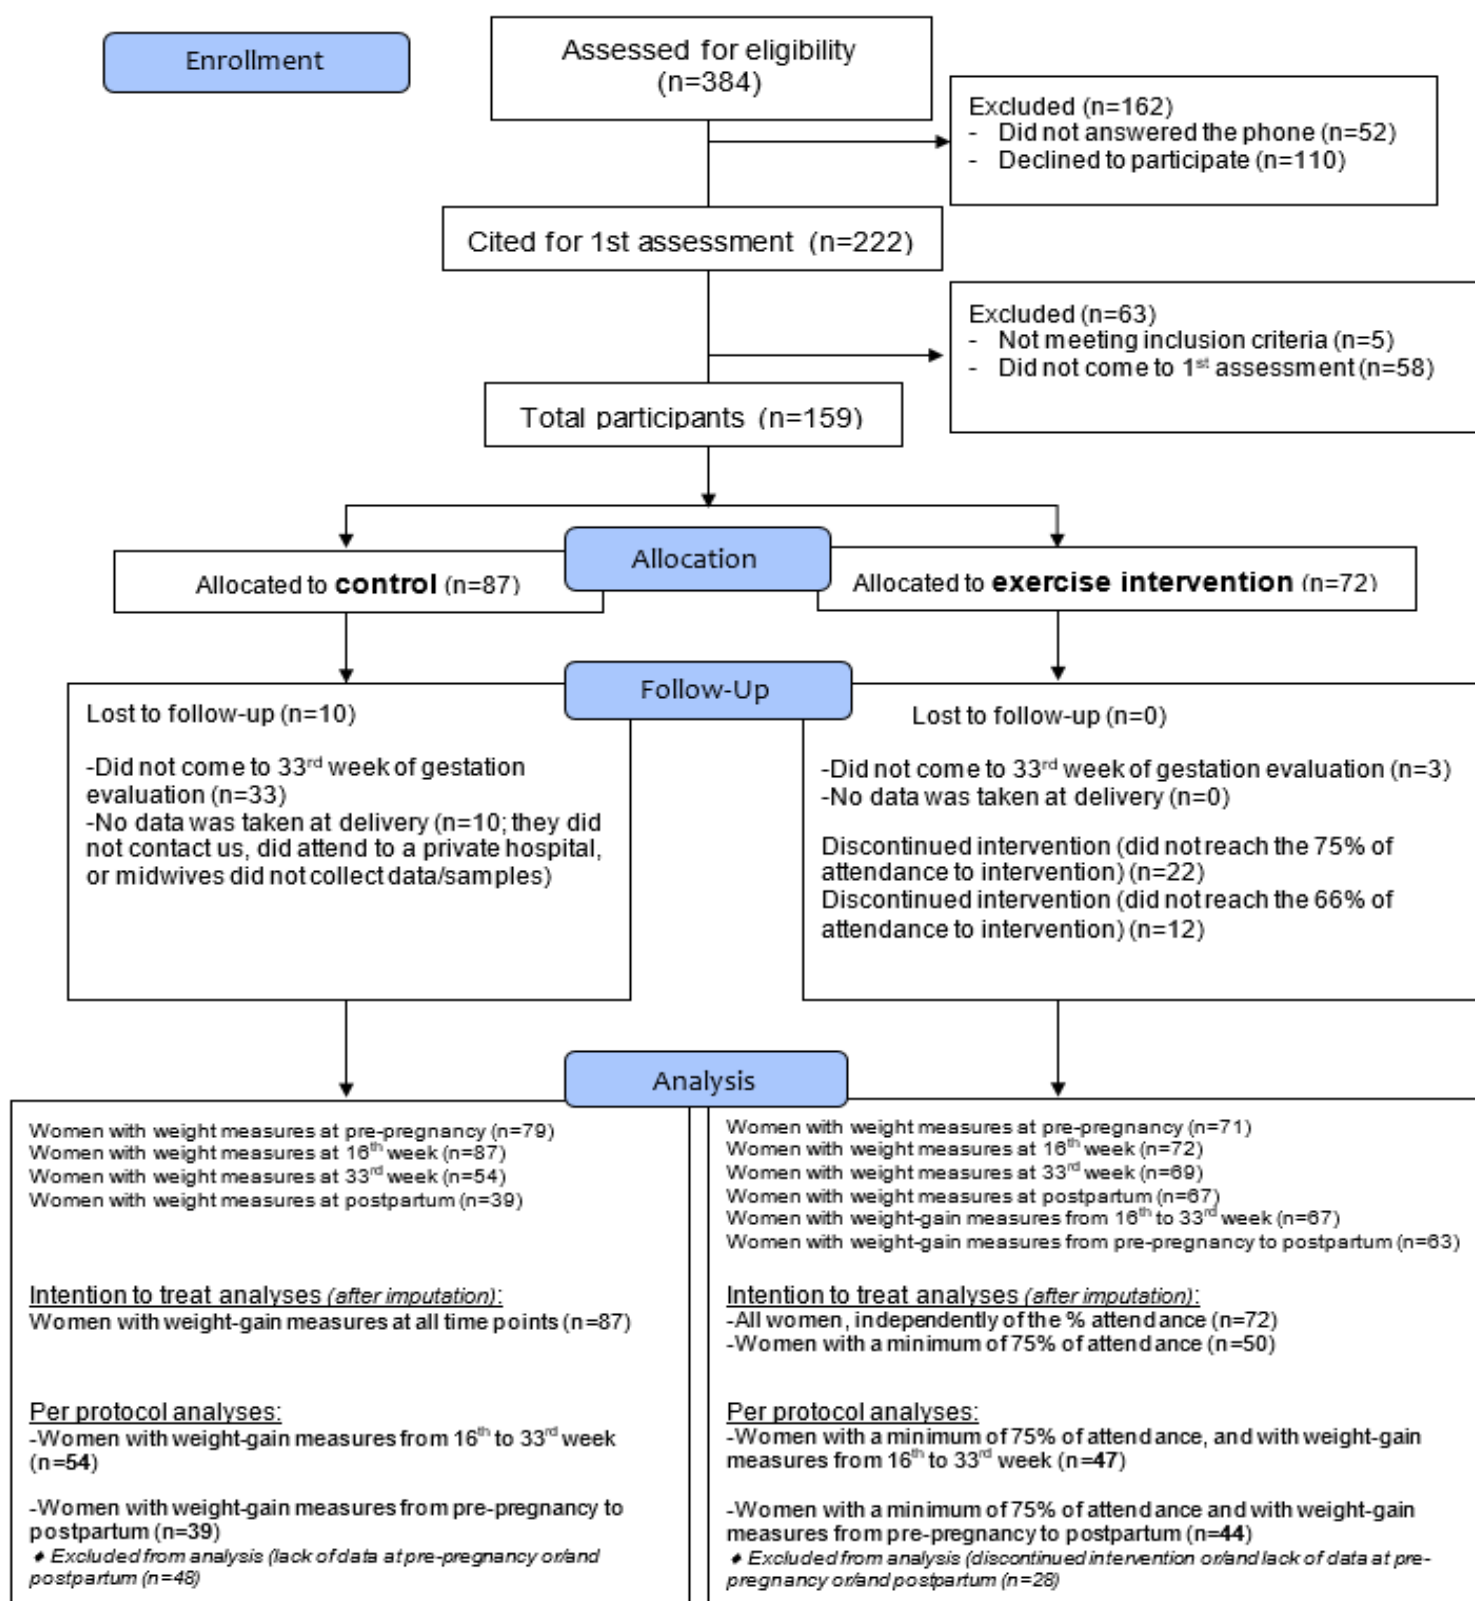 Enrollment
Assessed for eligibility
(n=384)
Excluded (n=162)
- Did not answered the phone (n=52)
- Declined to participate (n=110)
Cited for 1st assessment (n=222)
Excluded (n=63)
- Not meeting inclusion criteria (n=5)
- Did not come to 1st assessment (n=58)
Total participants (n=159)
Allocation
Allocated to control (n=87)
Allocated to exercise intervention (n=72)
Follow-Up
Lost to follow-up (n=10)
-Did not come to 33rd week of gestation
evaluation (n=33)
-No data was taken at delivery (n=10; they did
not contact us, did attend to a private hospital,
or midwives did not collect data/samples)
Lost to follow-up (n=0)
-Did not come to 33rd week of gestation evaluation (n=3)
-No data was taken at delivery (n=0)
Discontinued intervention (did not reach the 75% of
attendance to intervention) (n=22)
Discontinued intervention (did not reach the 66% of
attendance to intervention) (n=12)
Analysis
Women with weight measures at pre-pregnancy (n=79)
Women with weight measures at 16th week (n=87)
Women with weight measures at 33rd week (n=54)
Women with weight measures at postpartum (n=39)
Intention to treat analyses (after imputation):
Women with weight-gain measures at all time points (n=87)
Per protocol analyses:
-Women with weight-gain measures from 16th to 33rd week
(n=54)
-Women with weight-gain measures from pre-pregnancy to
postpartum (n=39)
♦ Excluded from analysis (lack of data at pre-pregnancy or/and
postpartum (n=48)
Women with weight measures at pre-pregnancy (n=71)
Women with weight measures at 16th week (n=72)
Women with weight measures at 33rd week (n=69)
Women with weight measures at postpartum (n=67)
Women with weight-gain measures from 16th to 33rd week (n=67)
Women with weight-gain measures from pre-pregnancy to postpartum (n=63)
Intention to treat analyses (after imputation):
-All women, independently of the % attendance (n=72)
-Women with a minimum of 75% of attendance (n=50)
Per protocol analyses:
-Women with a minimum of 75% of attendance, and with weight-gain
measures from 16th to 33rd week (n=47)
-Women with a minimum of 75% of attendance and with weight-gain
measures from pre-pregnancy to postpartum (n=44)
♦ Excluded from analysis (discontinued intervention or/and lack of data at pre-
pregnancy or/and postpartum (n=28)